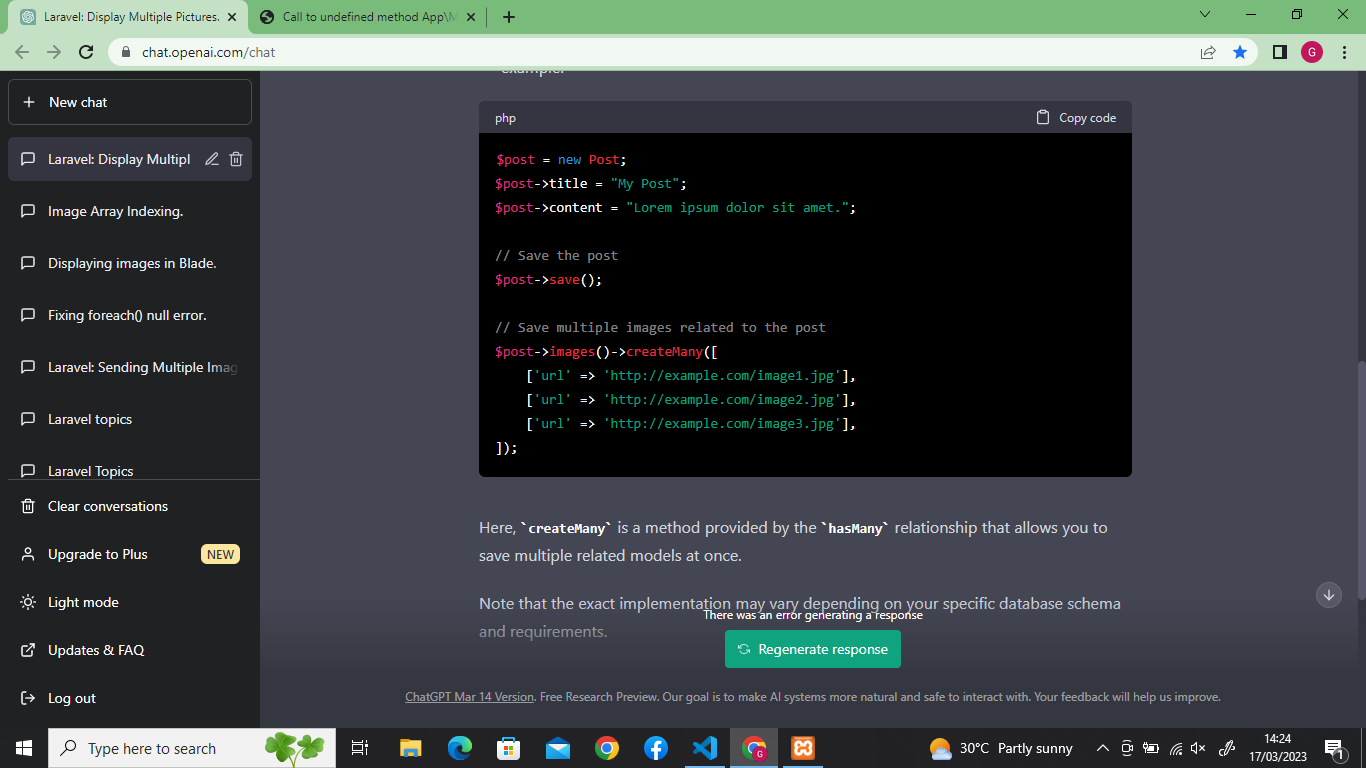 Laravel: Display Multiple Pictures.
Call to undefined method App\M
chat.openai.com/chat
G
New chat
Laravel: Display Multipl
Image Array Indexing.
Displaying images in Blade.
Fixing foreach() null error.
Laravel: Sending Multiple Imag
Laravel topics
Laravel Topics
Clear conversations
Upgrade to Plus NEW
Light mode
Updates & FAQ
Log out
example:
php Copy code
$post = new Post;
$post->title = "My Post";
$post->content = "Lorem ipsum dolor sit amet.";
// Save the post
$post->save();
// Save multiple images related to the post
$post->images()->createMany([
    ['url' => 'http://example.com/image1.jpg'],
    ['url' => 'http://example.com/image2.jpg'],
    ['url' => 'http://example.com/image3.jpg'],
]);
Here, `createMany` is a method provided by the `hasMany` relationship that allows you to
save multiple related models at once.
Note that the exact implementation may vary depending on your specific database schema
and requirements.
There was an error generating a response
Regenerate response
ChatGPT Mar 14 Version. Free Research Preview. Our goal is to make AI systems more natural and safe to interact with. Your feedback will help us improve.
Type here to search
G
30°C Partly sunny
14:24
17/03/2023
1